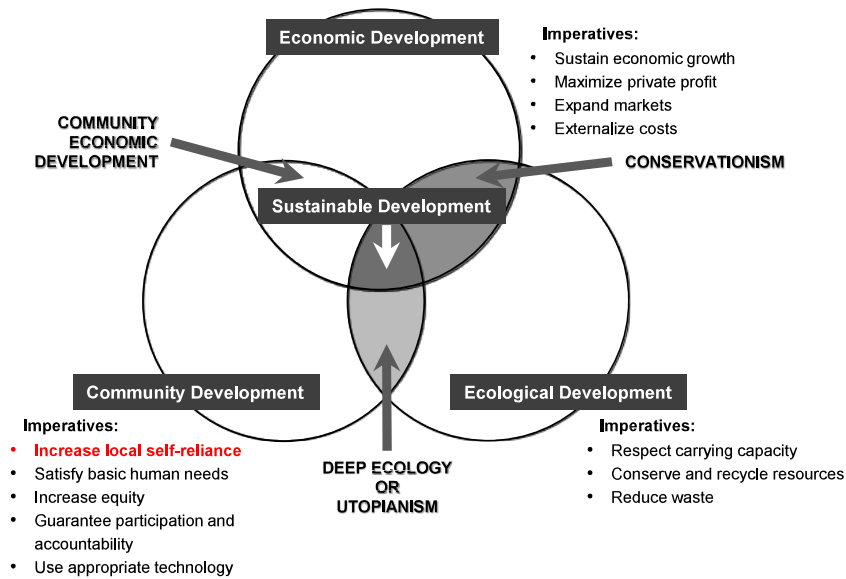 Economic Development
Imperatives:
• Sustain economic growth
• Maximize private profit
• Expand markets
• Externalize costs
COMMUNITY
ECONOMIC
DEVELOPMENT
CONSERVATIONISM
Sustainable Development
Community Development
Ecological Development
Imperatives:
• Increase local self-reliance
• Satisfy basic human needs
• Increase equity
• Guarantee participation and
accountability
• Use appropriate technology
DEEP ECOLOGY
OR
UTOPIANISM
Imperatives:
• Respect carrying capacity
• Conserve and recycle resources
• Reduce waste